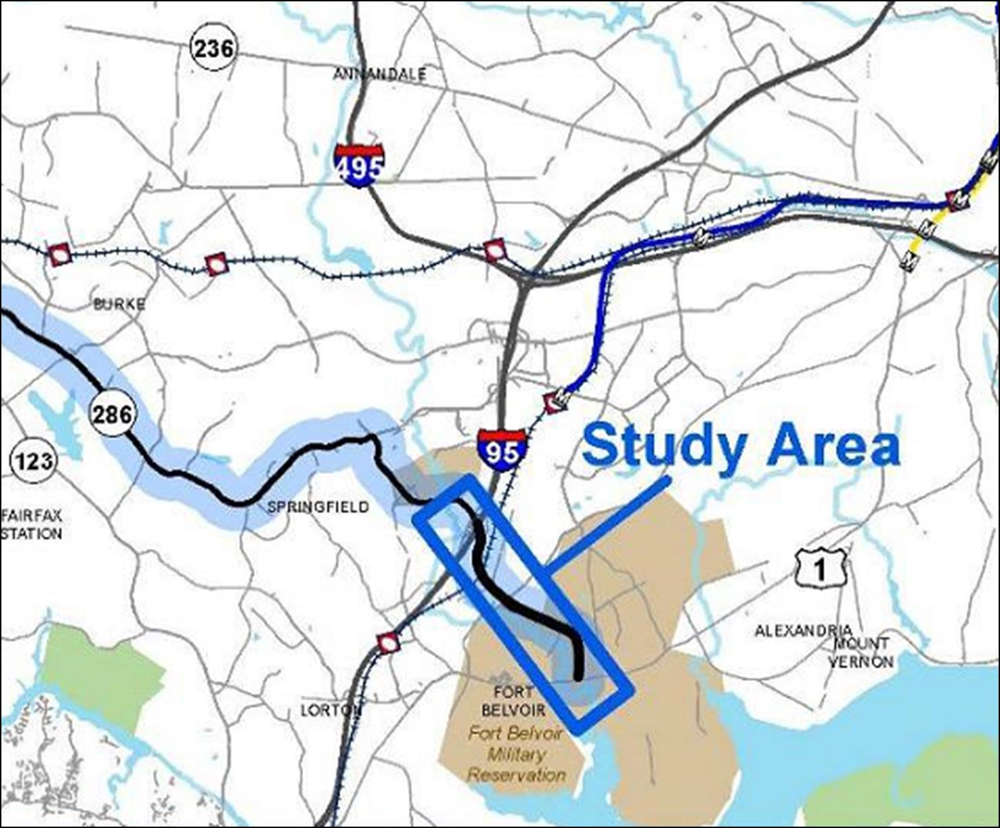 236
ANNANDALE
495
M
M
M
M
M
BURKE
286
M
Study Area
123
95
SPRINGFIELD
FAIRFAX
STATION
1
ALEXANDRIA
MOUNT
VERNON
FORT
BELVOIR
LORTON
Fort Belvoir
Military
Reservation